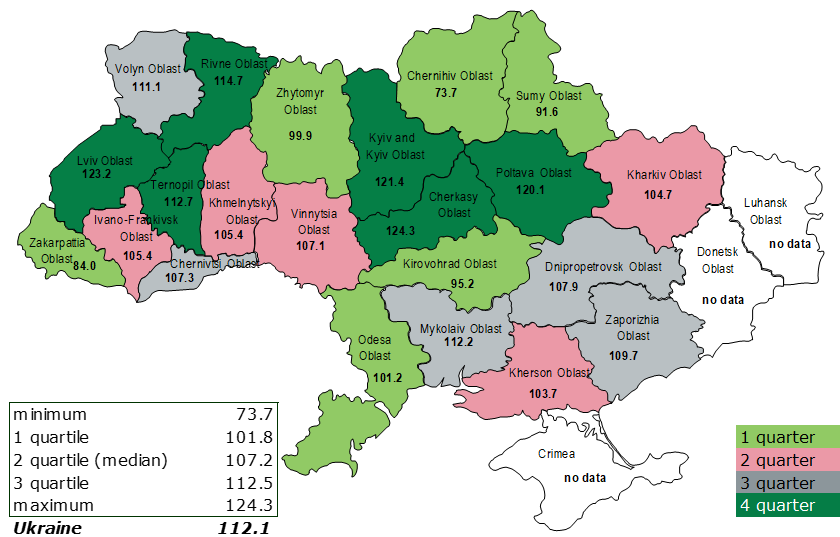 Volyn Oblast
111.1
Rivne Oblast
114.7
Zhytomyr
Oblast
99.9
Chernihiv Oblast
73.7
Sumy Oblast
91.6
Kyiv and
Kyiv Oblast
121.4
Lviv Oblast
123.2
Ternopil Oblast
112.7
Khmelnytskyi
Oblast
105.4
Ivano-Frankivsk
Oblast
105.4
Zakarpattia
Oblast
84.0
Chernivtsi Oblast
107.3
Vinnytsia
Oblast
107.1
Cherkasy
Oblast
124.3
Poltava Oblast
120.1
Kharkiv Oblast
104.7
Luhansk
Oblast
no data
Donetsk
Oblast
no data
Kirovohrad Oblast
95.2
Dnipropetrovsk Oblast
107.9
Zaporizhia
Oblast
109.7
Mykolaiv Oblast
112.2
Odesa
Oblast
101.2
Kherson Oblast
103.7
Crimea
no data
minimum 73.7
1 quartile 101.8
2 quartile (median) 107.2
3 quartile 112.5
maximum 124.3
Ukraine 112.1
1 quarter
2 quarter
3 quarter
4 quarter